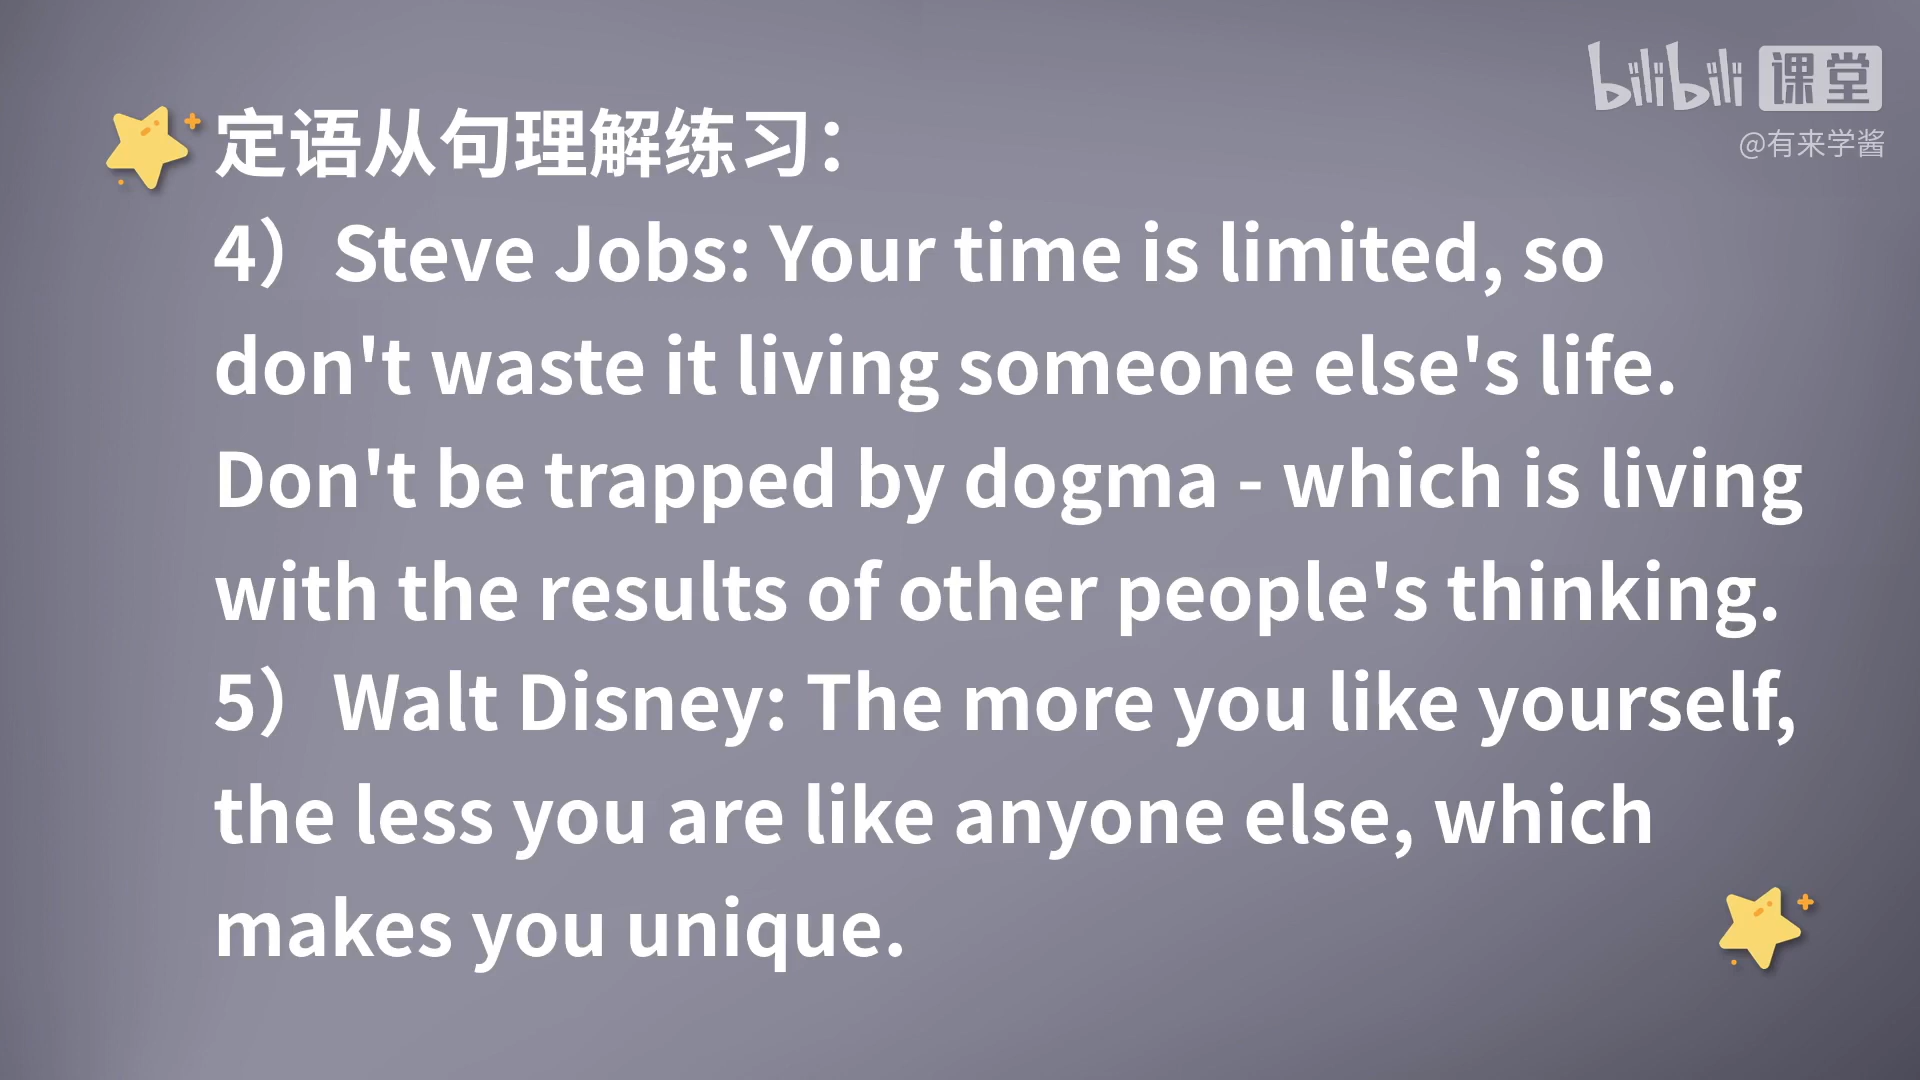 bilibili 课堂
@有来学酱
定语从句理解练习：
4）Steve Jobs: Your time is limited, so
don't waste it living someone else's life.
Don't be trapped by dogma - which is living
with the results of other people's thinking.
5）Walt Disney: The more you like yourself,
the less you are like anyone else, which
makes you unique.